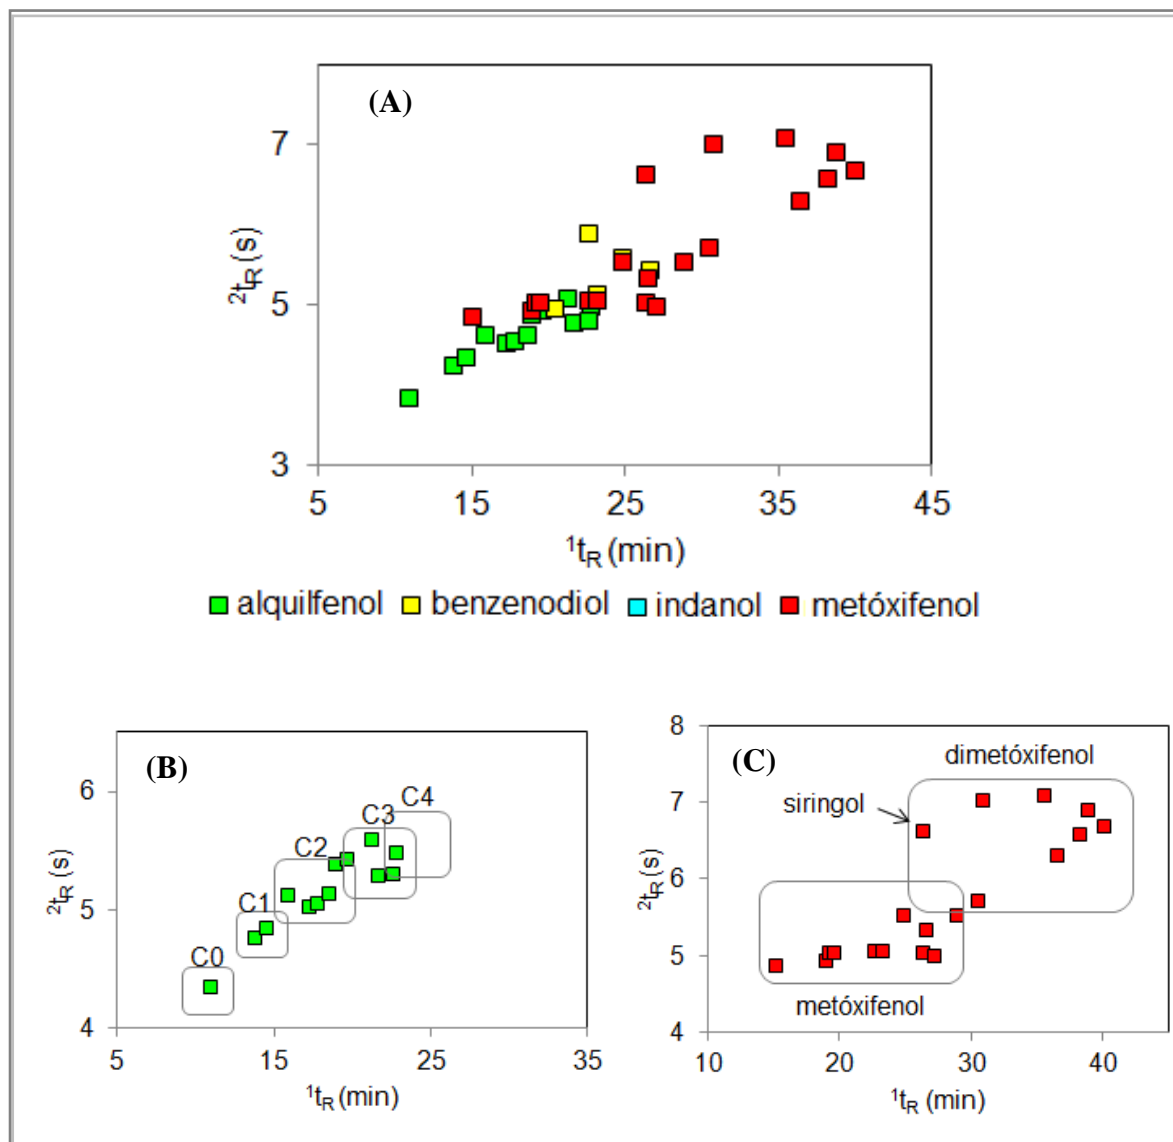 (A)
7
5
3
²tR (s)
5 15 25 35 45
¹tR (min)
alquilfenol benzenodiol indanol metóxifenol
(B)
6
5
4
²tR (s)
C0
C1
C2
C3
C4
5 15 25 35
¹tR (min)
(C)
8
7
6
5
4
²tR (s)
dimetóxifenol
siringol
metóxifenol
10 20 30 40
¹tR (min)